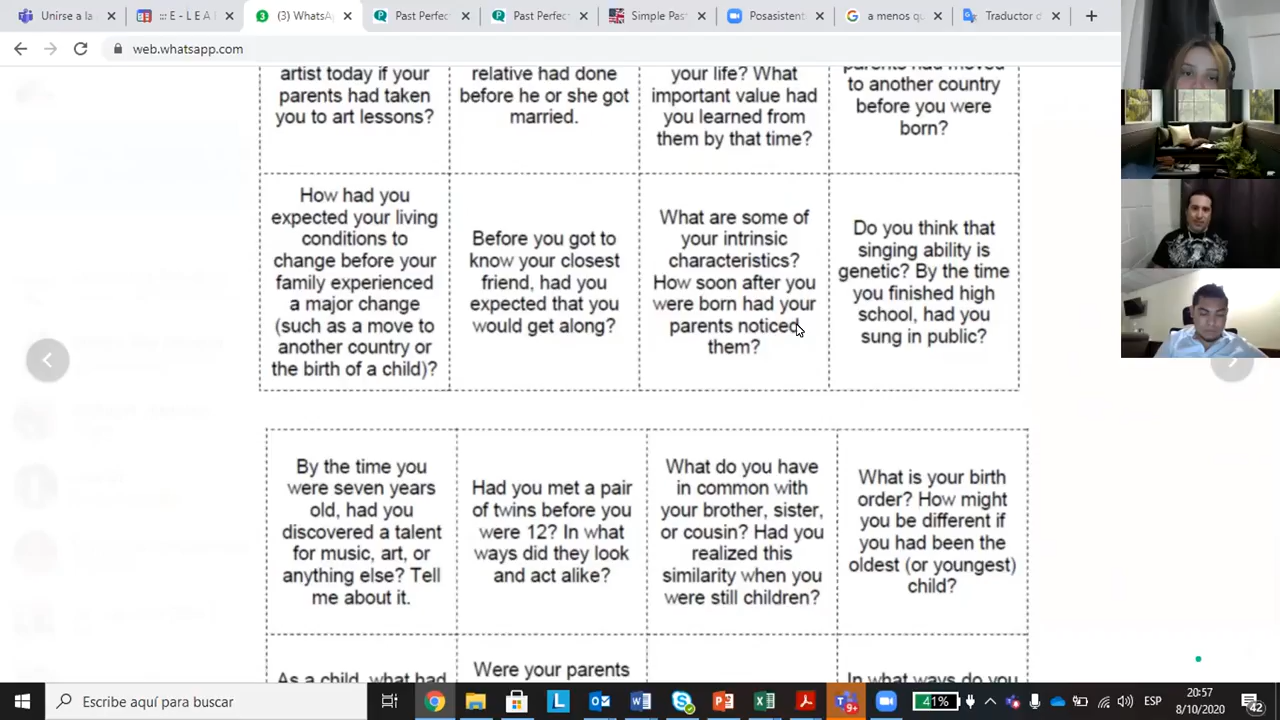 Unirse a la
::: E - L E A
(3) WhatsA
Past Perfec
Past Perfec
Simple Pas
Posasistent
a menos qu
Traductor d
web.whatsapp.com
artist today if your
parents had taken
you to art lessons?
relative had done
before he or she got
married.
your life? What
important value had
you learned from
them by that time?
parents had moved
to another country
before you were
born?
How had you
expected your living
conditions to
change before your
family experienced
a major change
(such as a move to
another country or
the birth of a child)?
Before you got to
know your closest
friend, had you
expected that you
would get along?
What are some of
your intrinsic
characteristics?
How soon after you
were born had your
parents noticed
them?
Do you think that
singing ability is
genetic? By the time
you finished high
school, had you
sung in public?
By the time you
were seven years
old, had you
discovered a talent
for music, art, or
anything else? Tell
me about it.
Had you met a pair
of twins before you
were 12? In what
ways did they look
and act alike?
What do you have
in common with
your brother, sister,
or cousin? Had you
realized this
similarity when you
were still children?
What is your birth
order? How might
you be different if
you had been the
oldest (or youngest)
child?
As a child, what had
Were your parents
In what ways do you
Escribe aquí para buscar
41%
ESP
20:57
8/10/2020
42